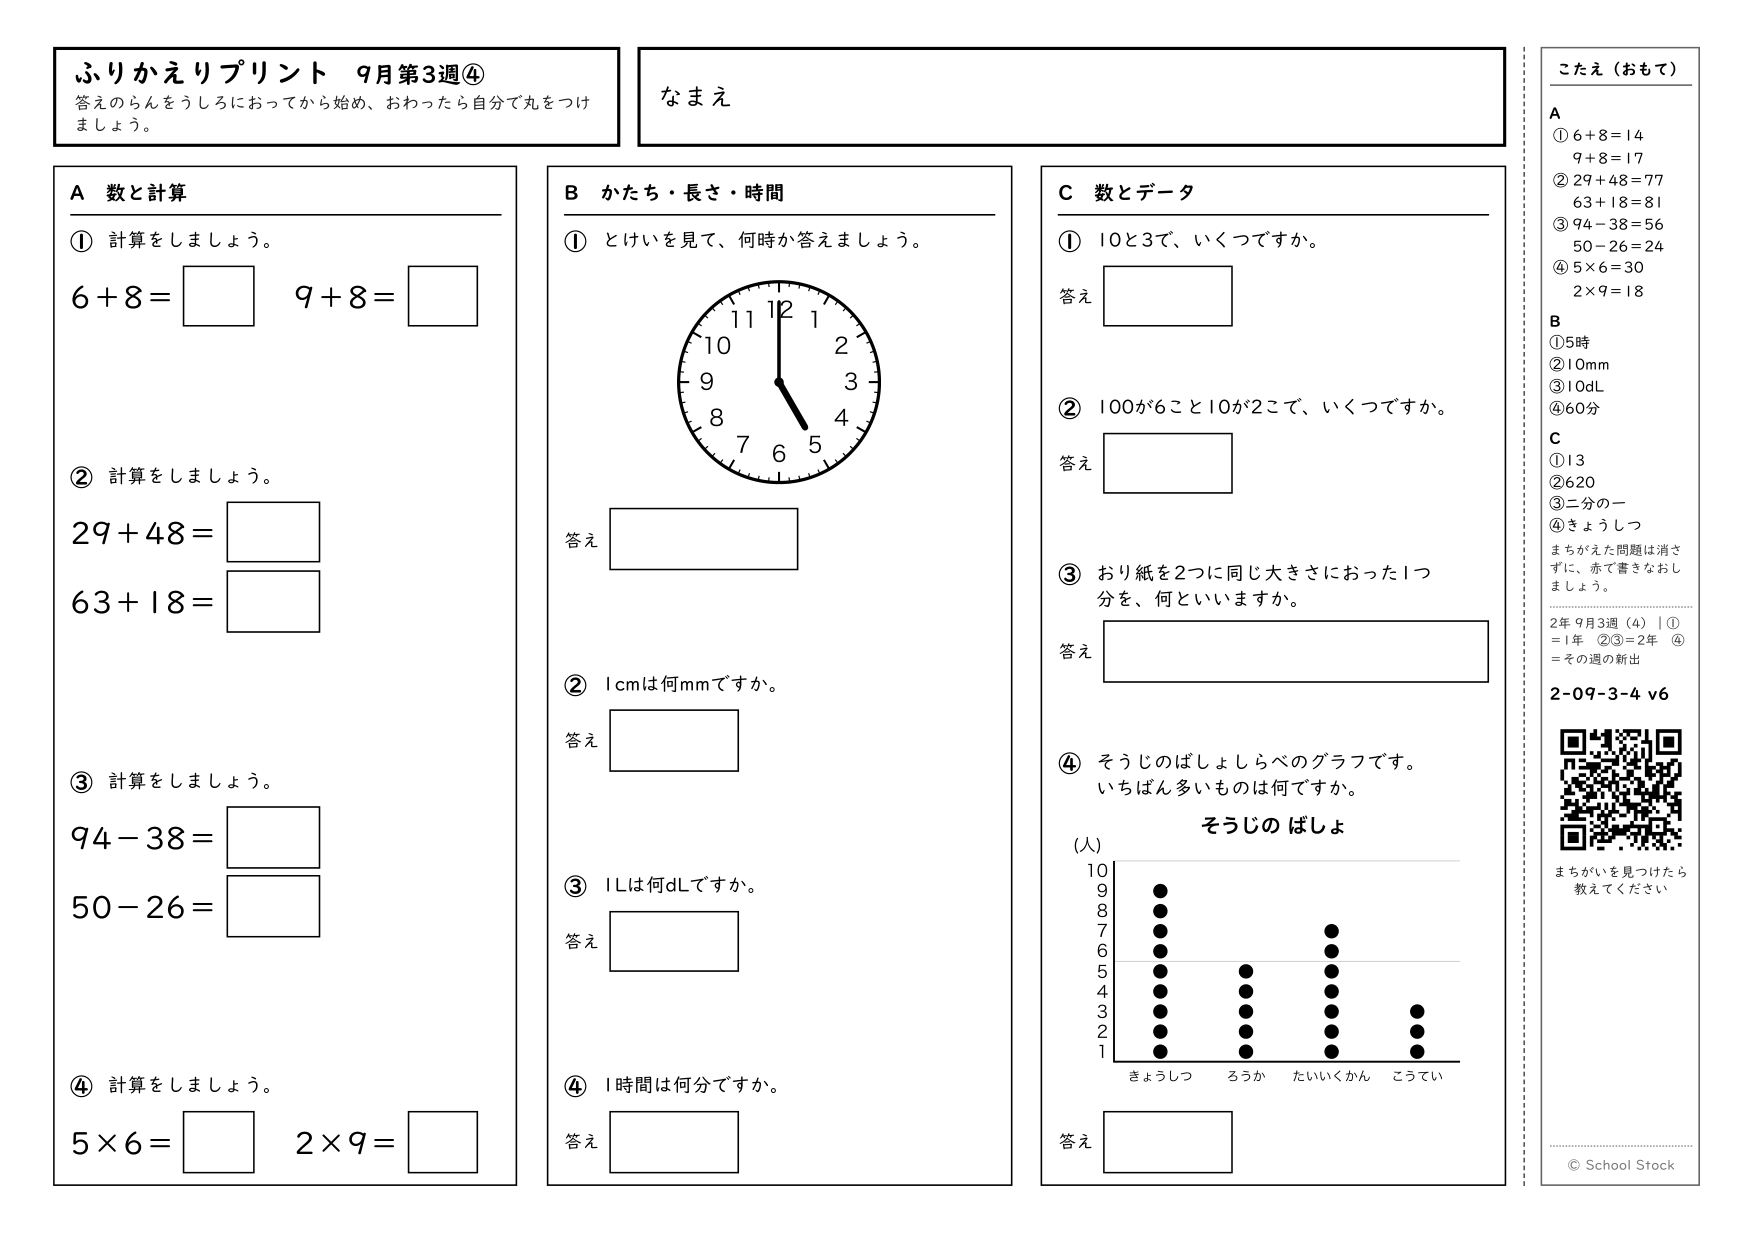 ふりかえりプリント　9月第3週④
答えのらんをうしろにおってから始め、おわったら自分で丸をつけ
ましょう。
なまえ
A　数と計算
① 計算をしましょう。
6＋8＝　9＋8＝
② 計算をしましょう。
29＋48＝
63＋18＝
③ 計算をしましょう。
94－38＝
50－26＝
④ 計算をしましょう。
5×6＝　2×9＝
B　かたち・長さ・時間
① とけいを見て、何時か答えましょう。
12
11 1
10 2
9 3
8 4
7 5
6
答え
② 1cmは何mmですか。
答え
③ 1Lは何dLですか。
答え
④ 1時間は何分ですか。
答え
C　数とデータ
① 10と3で、いくつですか。
答え
② 100が6こと10が2こで、いくつですか。
答え
③ おり紙を2つに同じ大きさにおった1つ
分を、何といいますか。
答え
④ そうじのばしょしらべのグラフです。
いちばん多いものは何ですか。
そうじの ばしょ
(人)
10
9
8
7
6
5
4
3
2
1
きょうしつ ろうか たいいくかん こうてい
答え
こたえ（おもて）
A
① 6＋8＝14
9＋8＝17
② 29＋48＝77
63＋18＝81
③ 94－38＝56
50－26＝24
④ 5×6＝30
2×9＝18
B
①5時
②10mm
③10dL
④60分
C
①13
②620
③二分の一
④きょうしつ
まちがえた問題は消さ
ずに、赤で書きなおし
ましょう。
2年 9月3週（4）｜①
＝1年　②③＝2年　④
＝その週の新出
2-09-3-4 v6
まちがいを見つけたら
教えてください
© School Stock